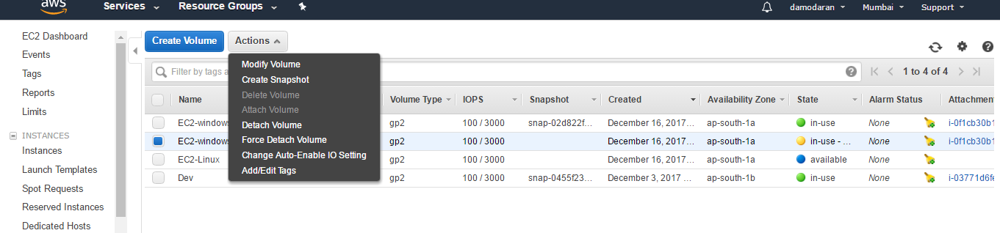 aws Services Resource Groups damodaran Mumbai Support
EC2 Dashboard
Events
Tags
Reports
Limits
INSTANCES
Instances
Launch Templates
Spot Requests
Reserved Instances
Dedicated Hosts
Create Volume Actions
Modify Volume
Create Snapshot
Delete Volume
Attach Volume
Detach Volume
Force Detach Volume
Change Auto-Enable IO Setting
Add/Edit Tags
Filter by tags a
1 to 4 of 4
Name Volume Type IOPS Snapshot Created Availability Zone State Alarm Status Attachment
EC2-window gp2 100 / 3000 snap-02d822f... December 16, 2017... ap-south-1a in-use None i-0f1cb30b1
EC2-window gp2 100 / 3000 December 16, 2017... ap-south-1a in-use - ... None i-0f1cb30b1
EC2-Linux gp2 100 / 3000 December 16, 2017... ap-south-1a available None
Dev gp2 100 / 3000 snap-0455f23... December 3, 2017 ... ap-south-1b in-use None i-03771d6fe